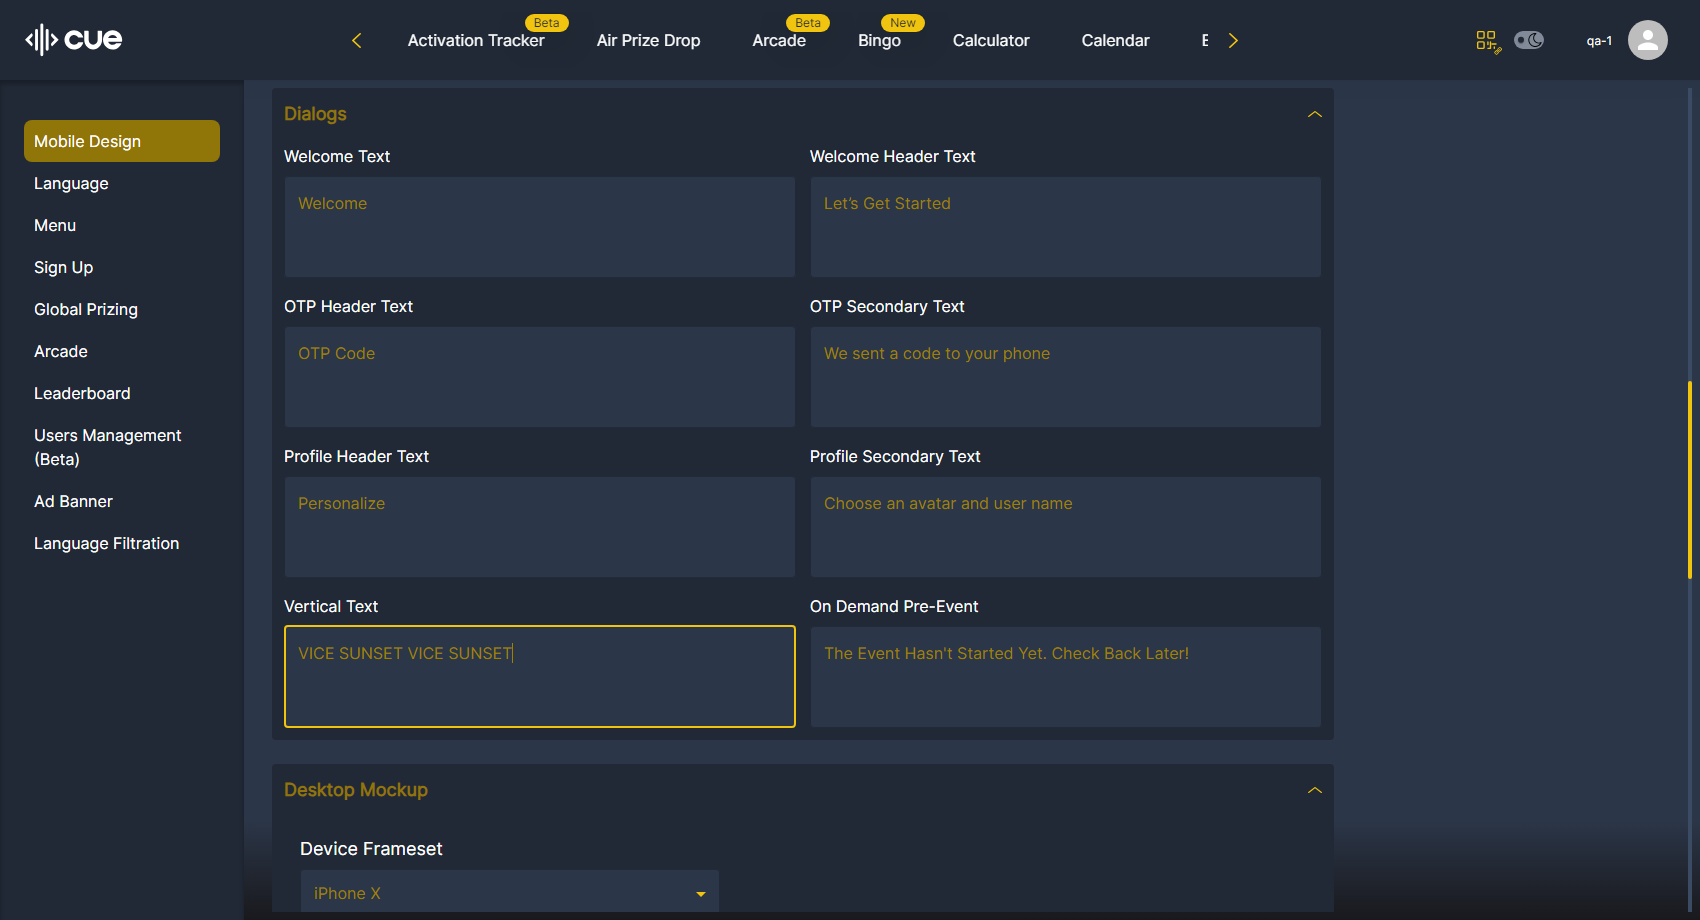 cue
Activation Tracker
Beta
Air Prize Drop
Arcade
Beta
Bingo
New
Calculator
Calendar
qa-1
Mobile Design
Language
Menu
Sign Up
Global Prizing
Arcade
Leaderboard
Users Management
(Beta)
Ad Banner
Language Filtration
Dialogs
Welcome Text
Welcome
Welcome Header Text
Let’s Get Started
OTP Header Text
OTP Code
OTP Secondary Text
We sent a code to your phone
Profile Header Text
Personalize
Profile Secondary Text
Choose an avatar and user name
Vertical Text
VICE SUNSET VICE SUNSET
On Demand Pre-Event
The Event Hasn't Started Yet. Check Back Later!
Desktop Mockup
Device Frameset
iPhone X